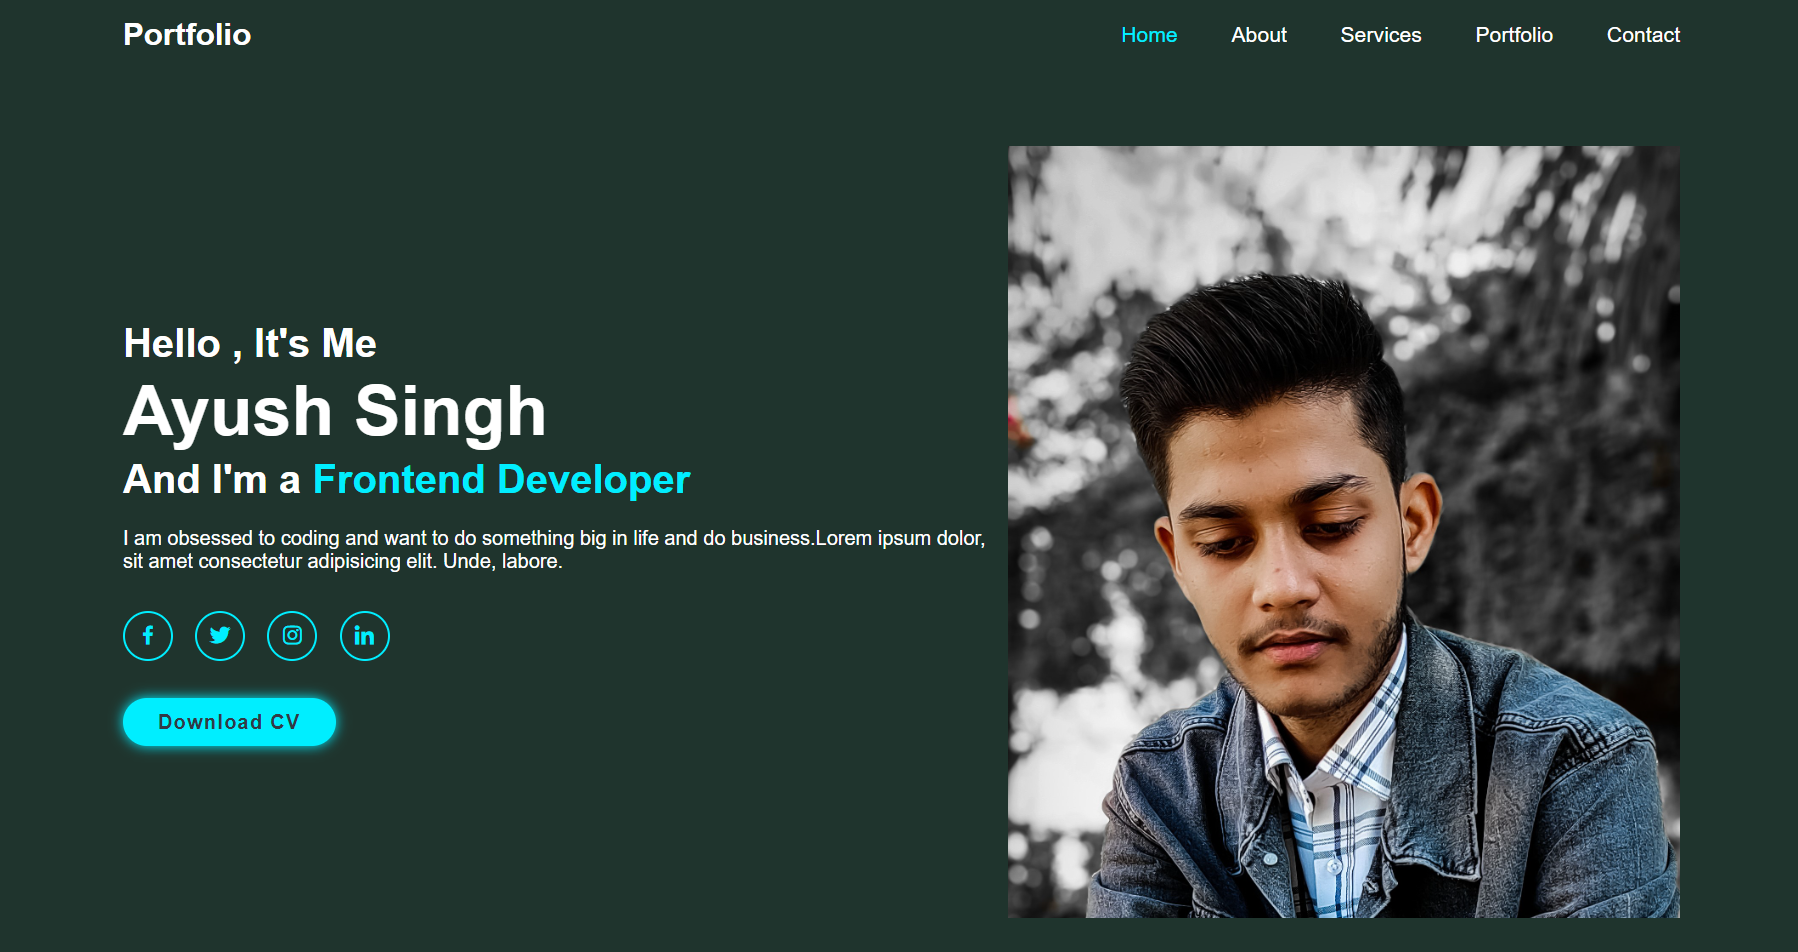 Portfolio
Home About Services Portfolio Contact
Hello , It's Me
Ayush Singh
And I'm a Frontend Developer
I am obsessed to coding and want to do something big in life and do business.Lorem ipsum dolor,
sit amet consectetur adipisicing elit. Unde, labore.
Download CV